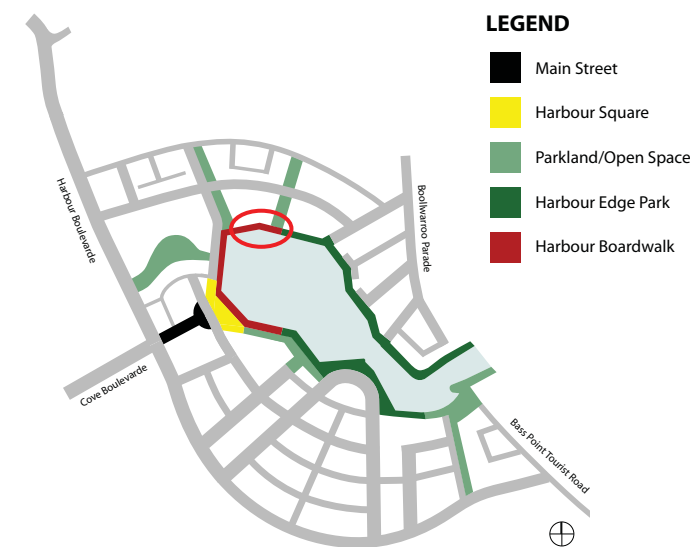 LEGEND
Main Street
Harbour Square
Parkland/Open Space
Harbour Edge Park
Harbour Boardwalk
Harbour Boulevarde
Boollwarroo Parade
Cove Boulevarde
Bass Point Tourist Road